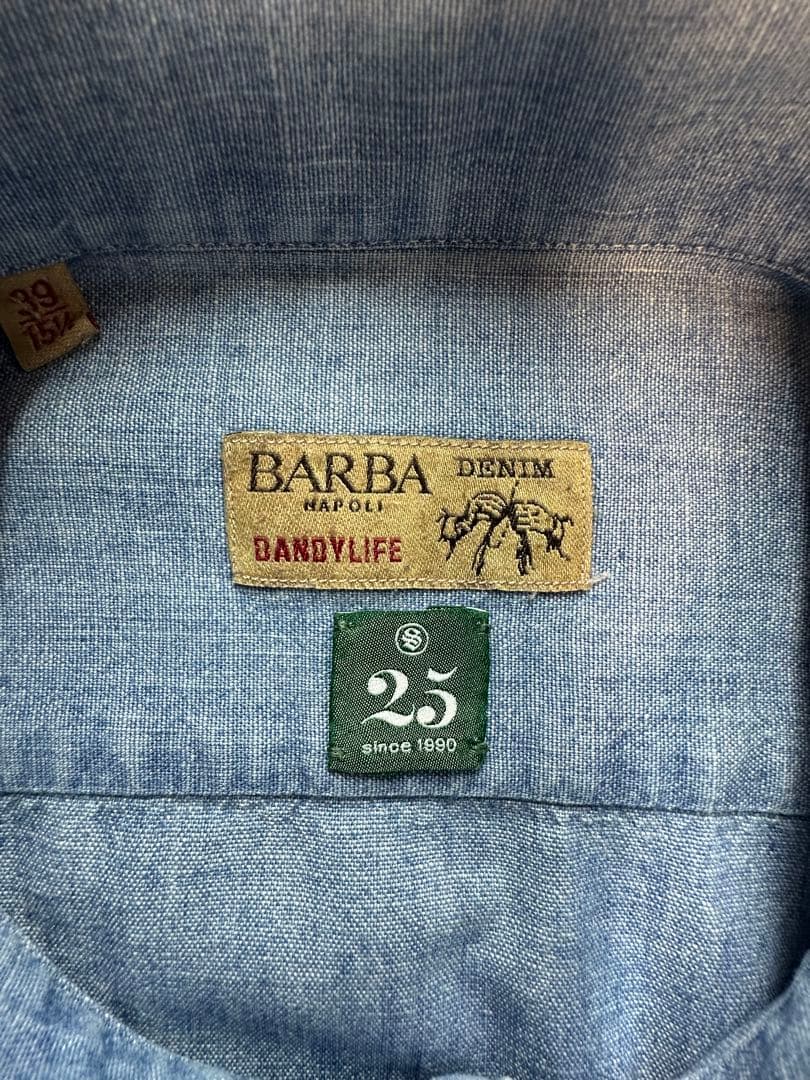 39
15½
BARBA
NAPOLI
DANDYLIFE
DENIM
S
25
since 1990